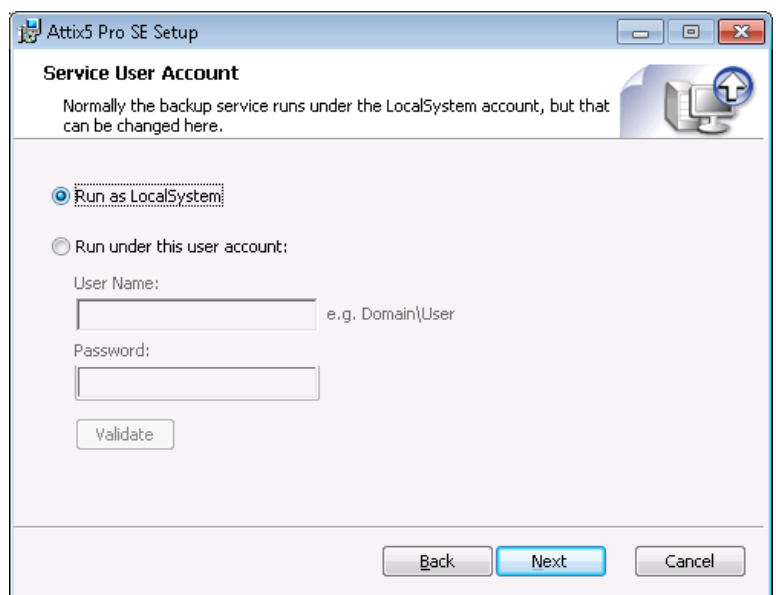 Attix5 Pro SE Setup
Service User Account
Normally the backup service runs under the LocalSystem account, but that
can be changed here.
Run as LocalSystem
Run under this user account:
User Name:
e.g. Domain\User
Password:
Validate
Back Next Cancel